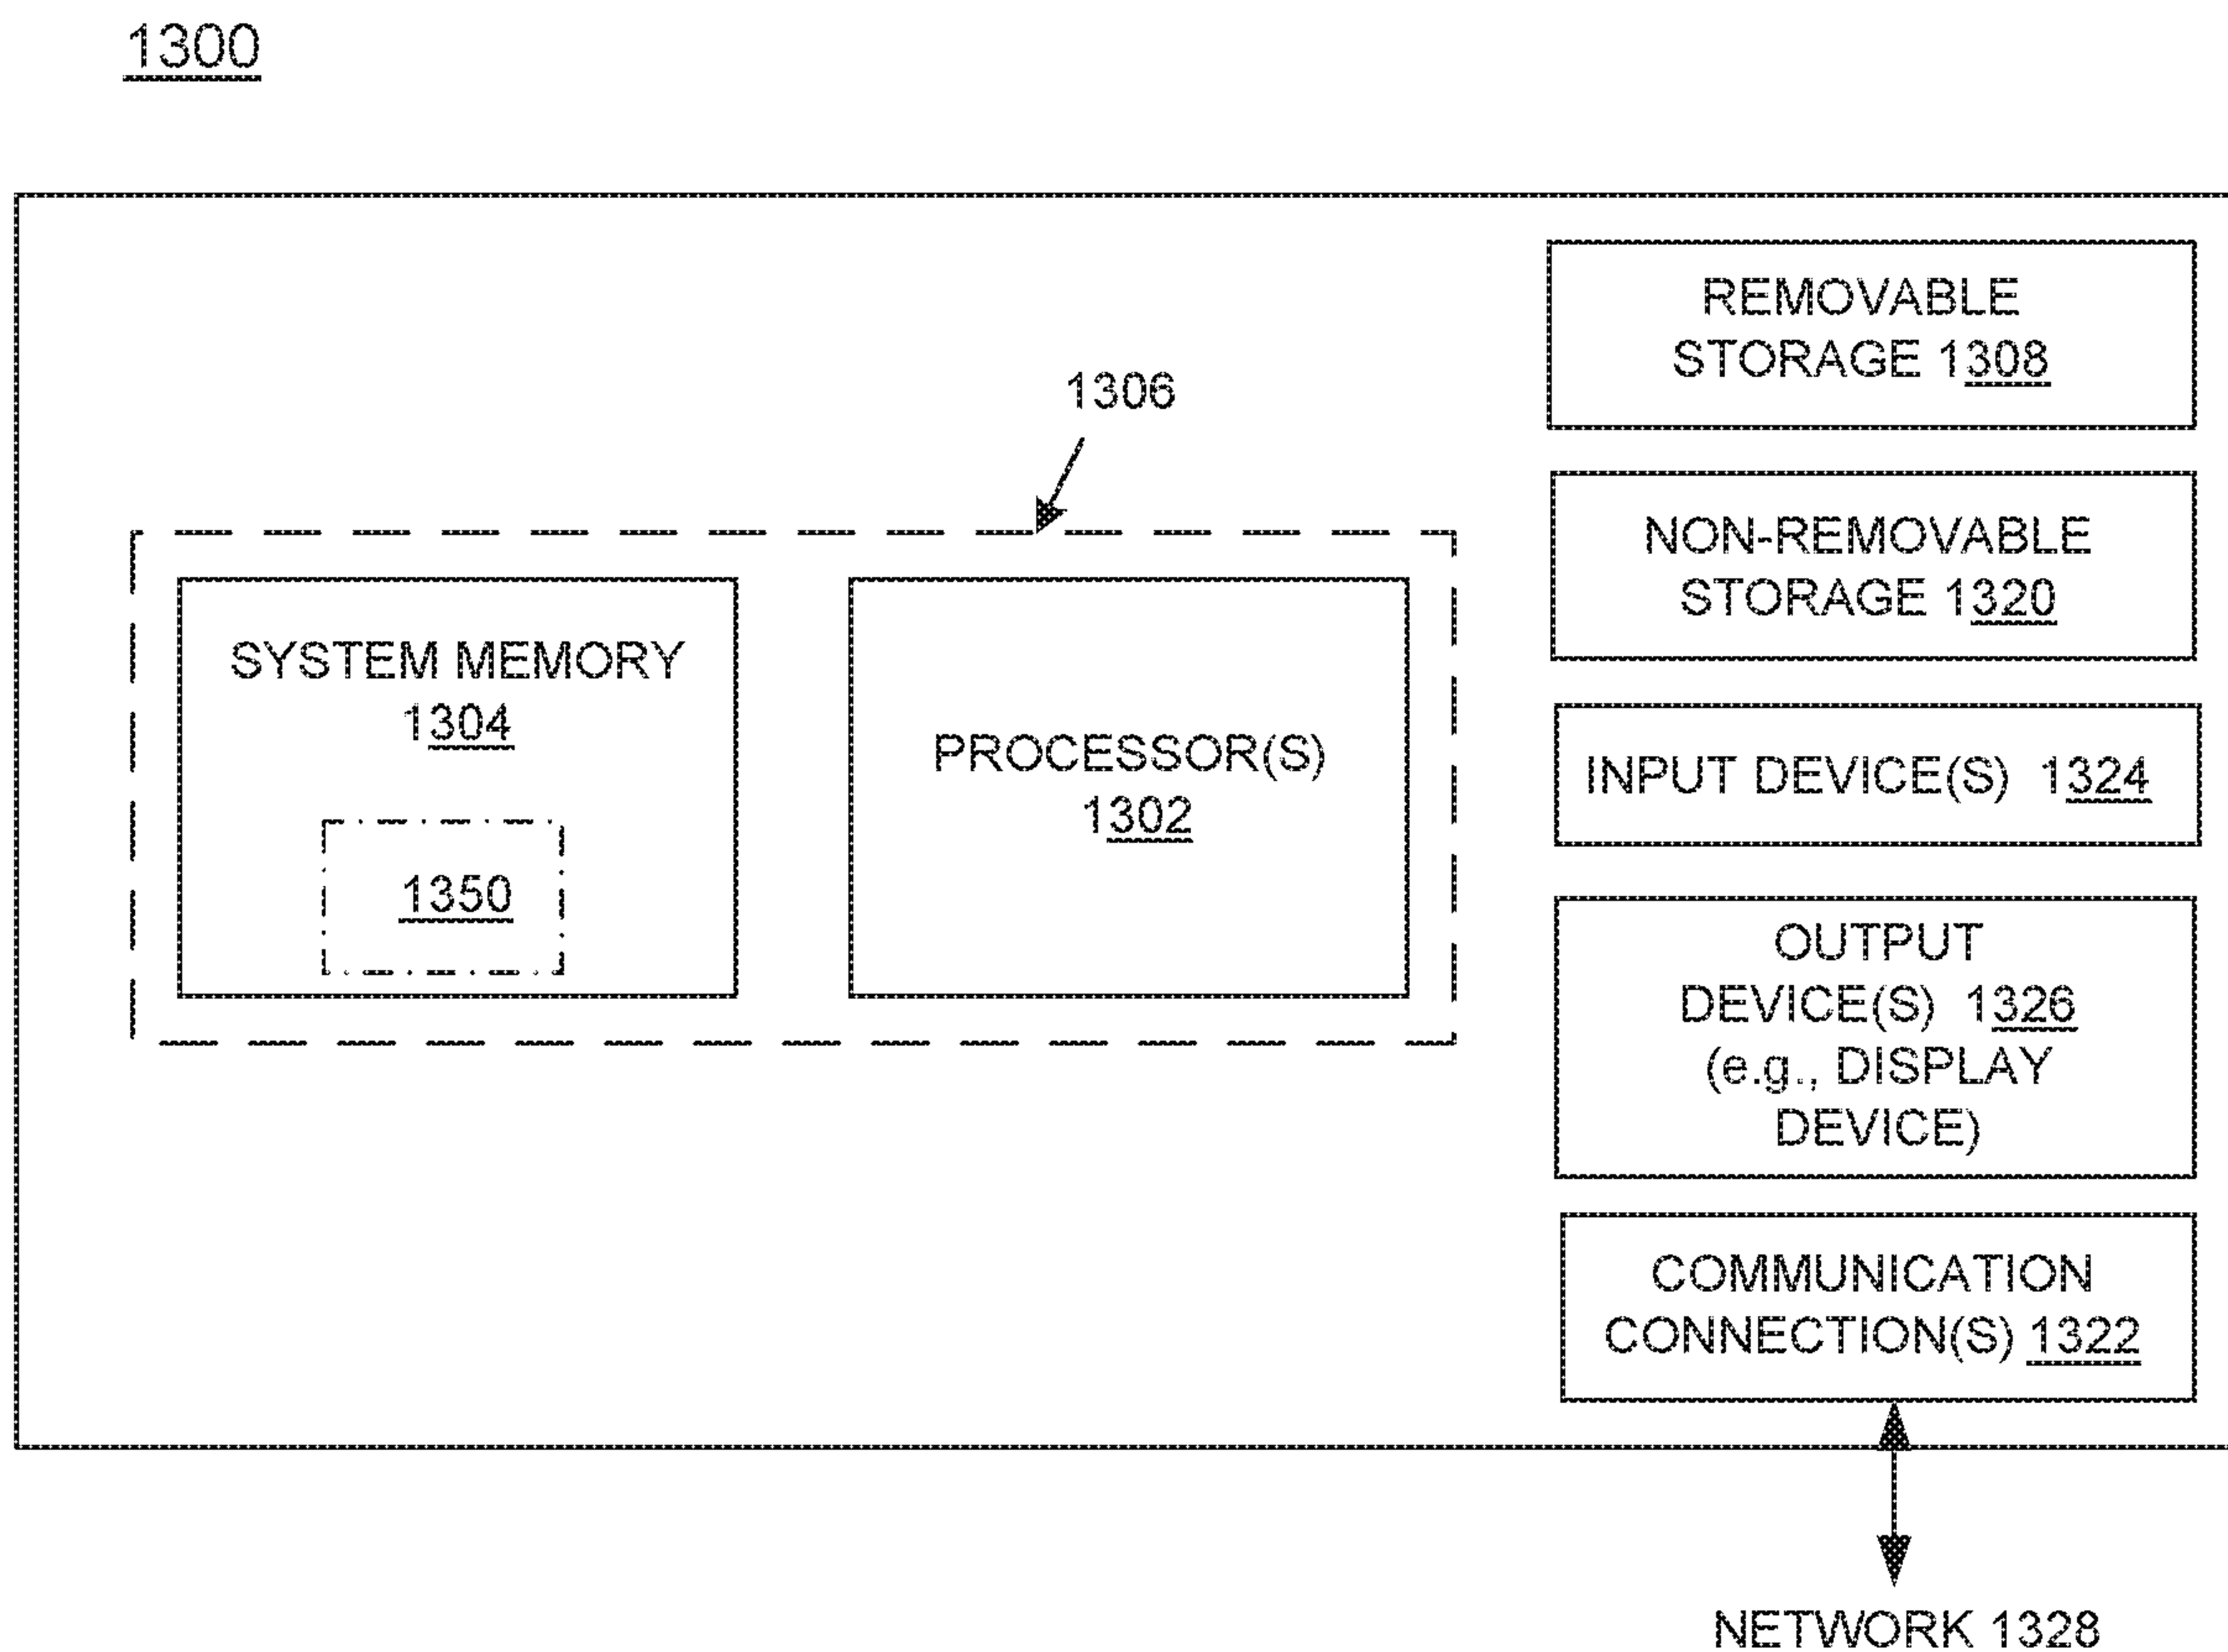 1300
1306
SYSTEM MEMORY
1304
1350
PROCESSOR(S)
1302
REMOVABLE
STORAGE 1308
NON-REMOVABLE
STORAGE 1320
INPUT DEVICE(S) 1324
OUTPUT
DEVICE(S) 1326
(e.g., DISPLAY
DEVICE)
COMMUNICATION
CONNECTION(S) 1322
NETWORK 1328